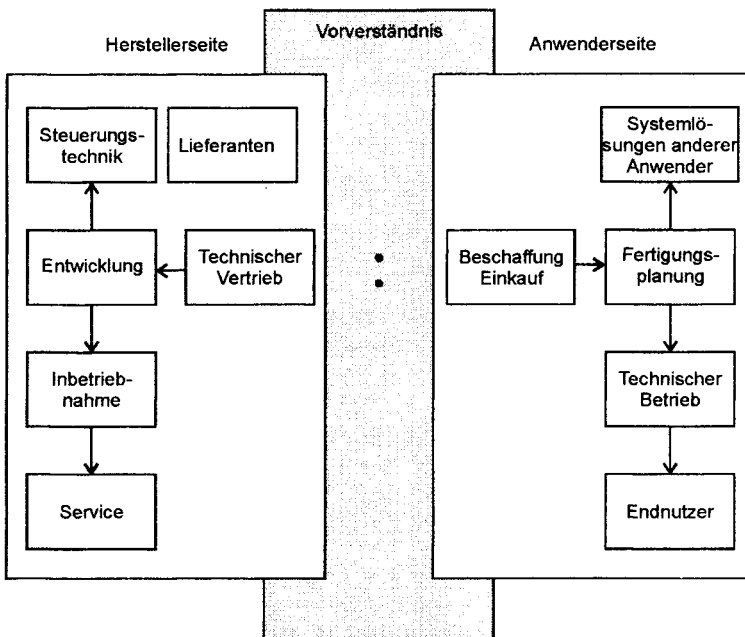 Vorverständnis
Herstellerseite
Anwenderseite
Steuerungs-
technik
Lieferanten
Entwicklung
Technischer
Vertrieb
Inbetrieb-
nahme
Service
Systemlö-
sungen anderer
Anwender
Beschaffung
Einkauf
Fertigungs-
planung
Technischer
Betrieb
Endnutzer